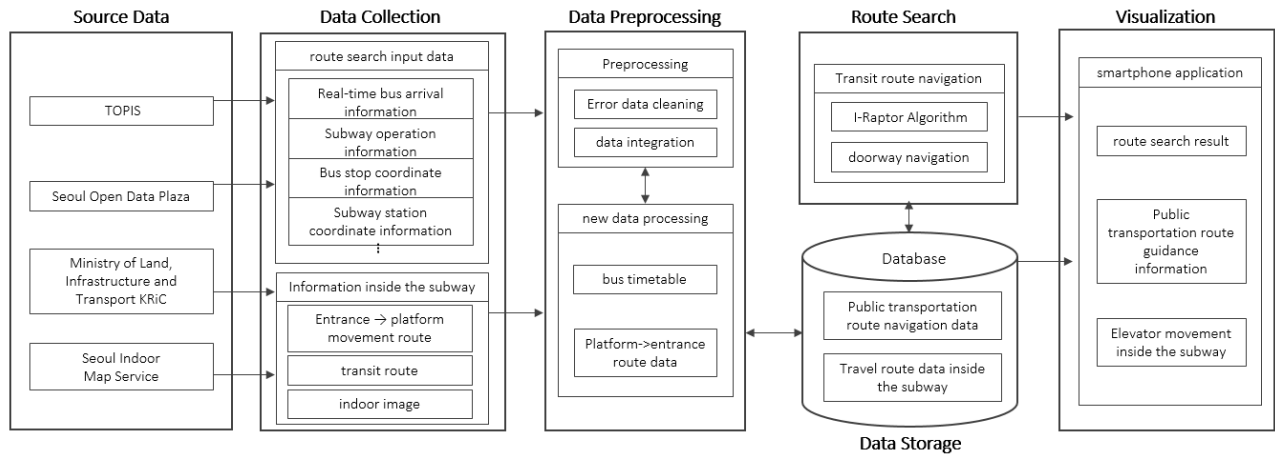 Source Data
TOPIS
Seoul Open Data Plaza
Ministry of Land,
Infrastructure and
Transport KRiC
Seoul Indoor
Map Service
Data Collection
route search input data
Real-time bus arrival
information
Subway operation
information
Bus stop coordinate
information
Subway station
coordinate information
⋮
Information inside the subway
Entrance → platform
movement route
transit route
indoor image
Data Preprocessing
Preprocessing
Error data cleaning
data integration
new data processing
bus timetable
Platform->entrance
route data
Route Search
Transit route navigation
I-Raptor Algorithm
doorway navigation
Database
Public transportation
route navigation data
Travel route data inside
the subway
Data Storage
Visualization
smartphone application
route search result
Public
transportation route
guidance
information
Elevator movement
inside the subway